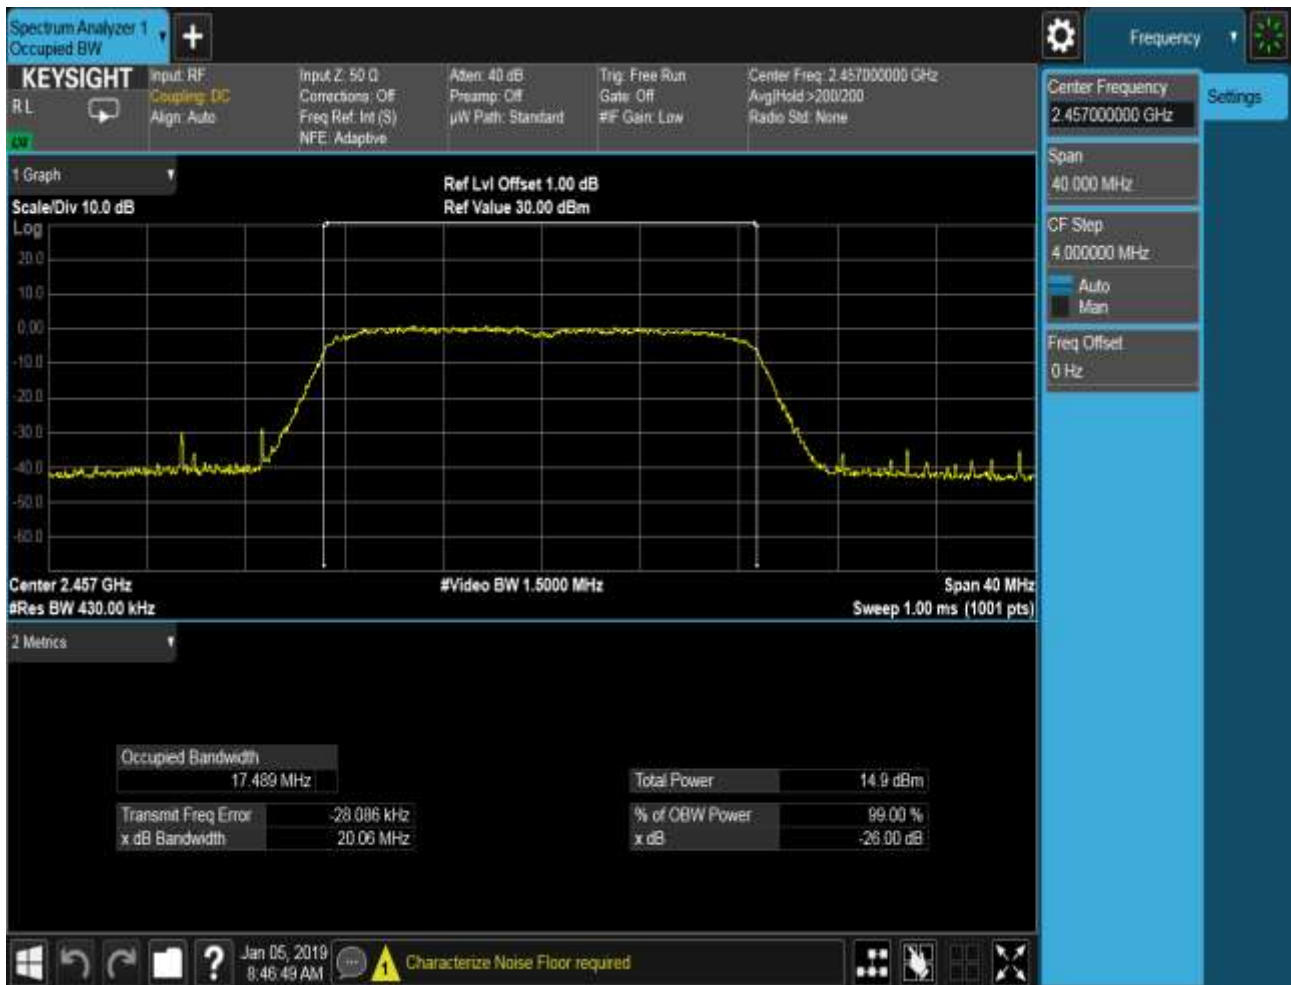 Spectrum Analyzer 1
Occupied BW
Frequency
KEYSIGHT
R L
Input: RF
Coupling: DC
Align: Auto
Input Z: 50 Ω
Corrections: Off
Freq Ref: Int (S)
NFE: Adaptive
Atten: 40 dB
Preamp: Off
µW Path: Standard
Trig: Free Run
Gate: Off
#IF Gain: Low
Center Freq: 2.457000000 GHz
Avg|Hold >200/200
Radio Std: None
Center Frequency
2.457000000 GHz
Settings
Span
40.000 MHz
CF Step
4.000000 MHz
Auto
Man
Freq Offset
0 Hz
1 Graph
Scale/Div 10.0 dB
Ref Lvl Offset 1.00 dB
Ref Value 30.00 dBm
Log
20.0
10.0
0.00
-10.0
-20.0
-30.0
-40.0
-50.0
-60.0
Center 2.457 GHz
#Res BW 430.00 kHz
#Video BW 1.5000 MHz
Span 40 MHz
Sweep 1.00 ms (1001 pts)
2 Metrics
Occupied Bandwidth
17.489 MHz
Transmit Freq Error -28.086 kHz
x dB Bandwidth 20.06 MHz
Total Power 14.9 dBm
% of OBW Power 99.00 %
x dB -26.00 dB
?
Jan 05, 2019
8:46:49 AM
1
Characterize Noise Floor required